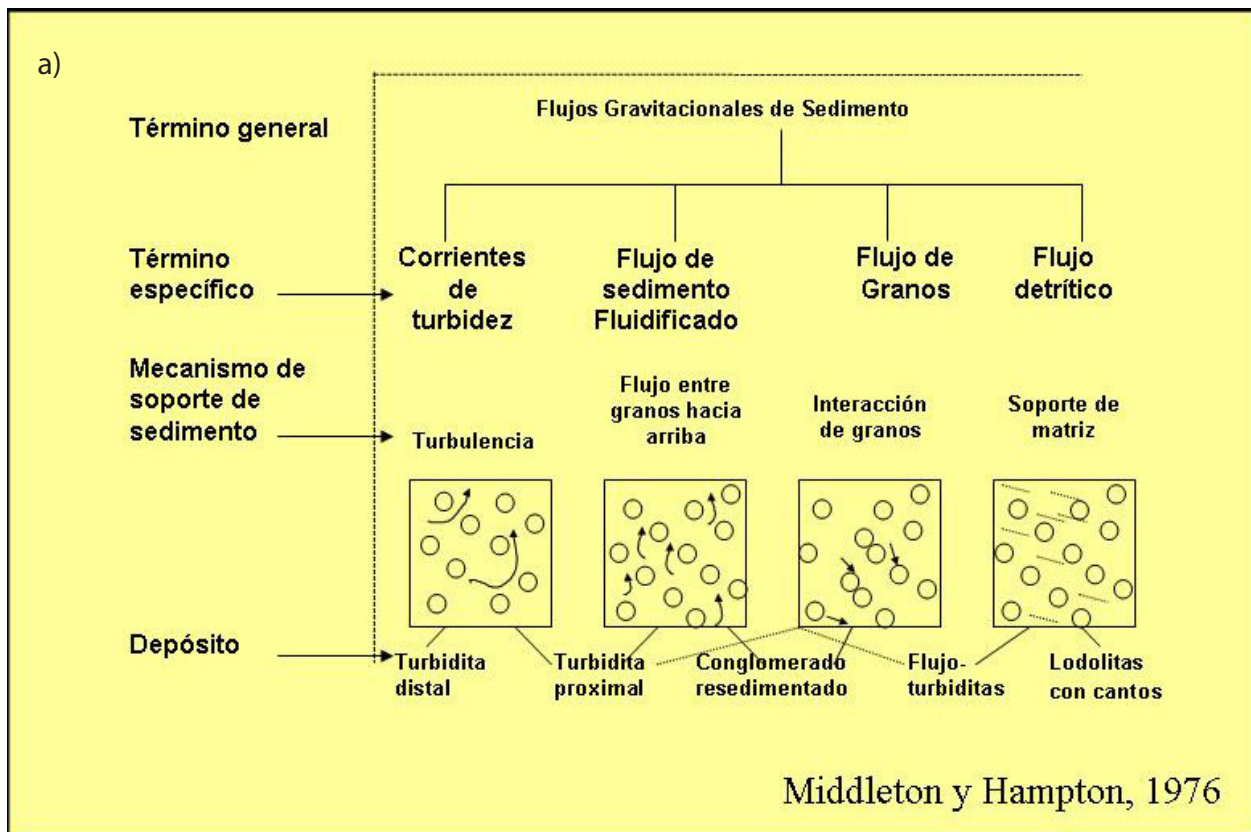 a)
Término general
Flujos Gravitacionales de Sedimento
Término
específico
Corrientes
de
turbidez
Flujo de
sedimento
Fluidificado
Flujo de
Granos
Flujo
detrítico
Mecanismo de
soporte de
sedimento
Turbulencia
Flujo entre
granos hacia
arriba
Interacción
de granos
Soporte de
matriz
Depósito
Turbidita
distal
Turbidita
proximal
Conglomerado
resedimentado
Flujo-
turbiditas
Lodolitas
con cantos
Middleton y Hampton, 1976